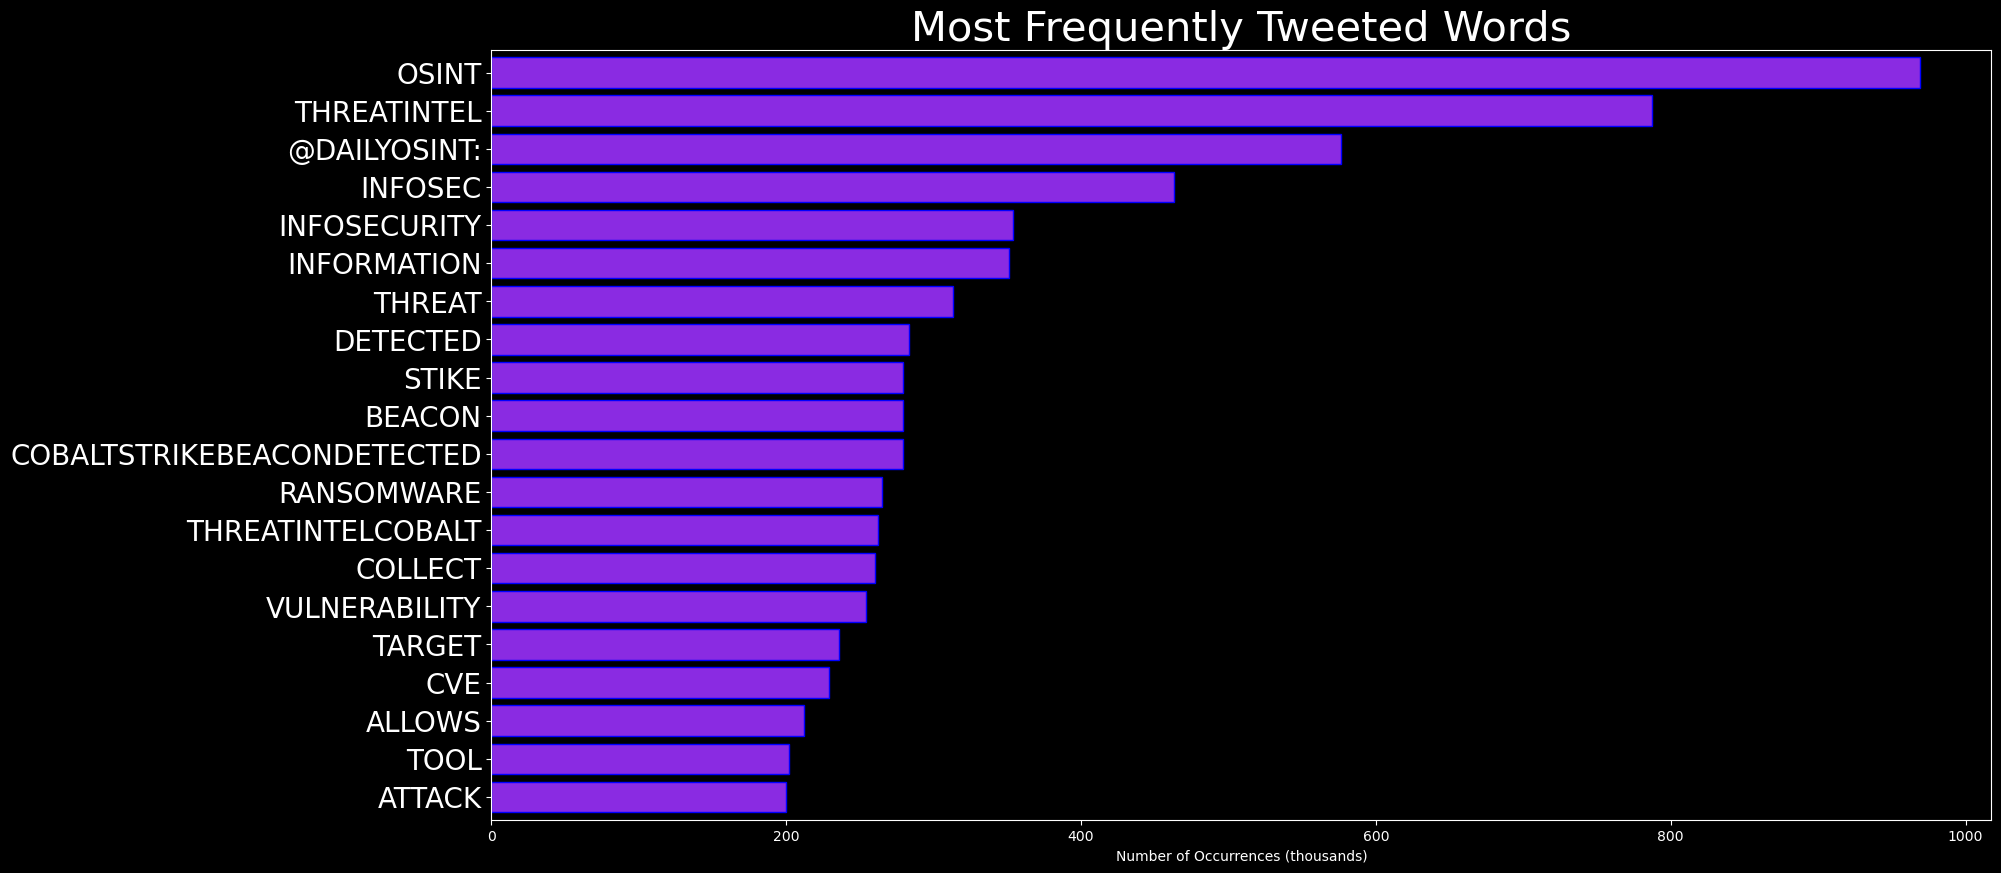 Most Frequently Tweeted Words
OSINT
THREATINTEL
@DAILYOSINT:
INFOSEC
INFOSECURITY
INFORMATION
THREAT
DETECTED
STIKE
BEACON
COBALTSTRIKEBEACONDETECTED
RANSOMWARE
THREATINTELCOBALT
COLLECT
VULNERABILITY
TARGET
CVE
ALLOWS
TOOL
ATTACK
0 200 400 600 800 1000
Number of Occurrences (thousands)